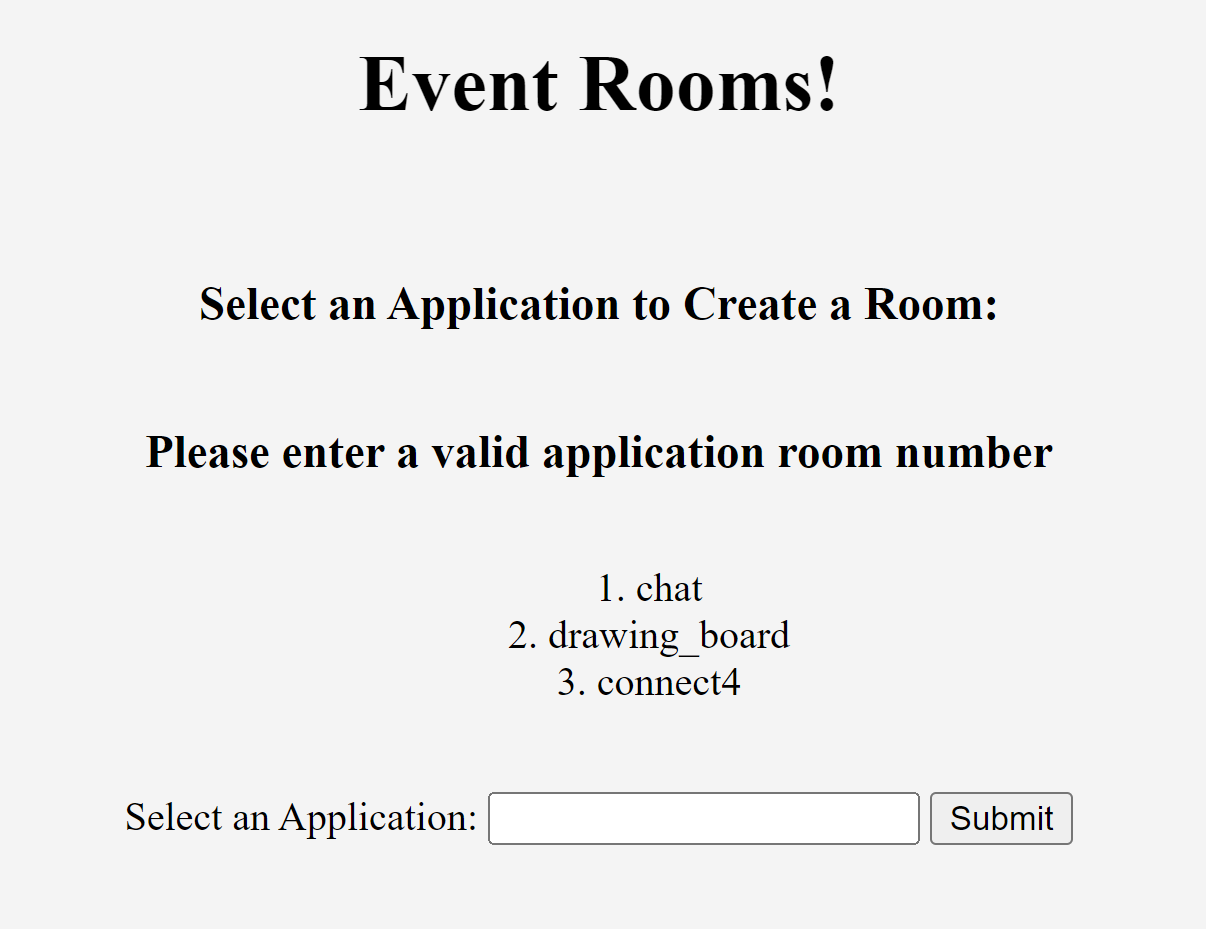 Event Rooms!
Select an Application to Create a Room:
Please enter a valid application room number
1. chat
2. drawing_board
3. connect4
Select an Application: Submit